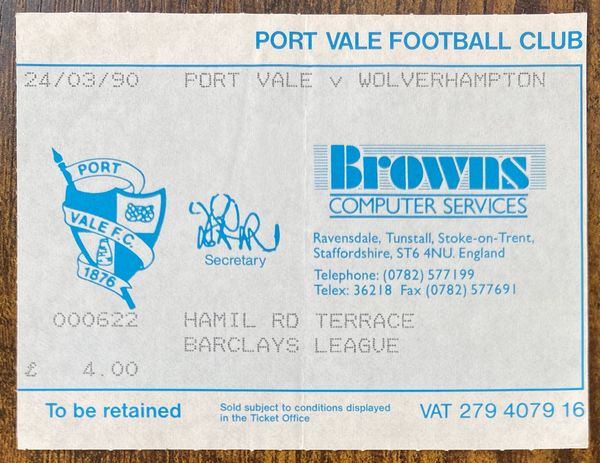 PORT VALE FOOTBALL CLUB
24/03/90 PORT VALE v WOLVERHAMPTON
PORT
VALE F.C.
1876
Secretary
Browns
COMPUTER SERVICES
Ravensdale, Tunstall, Stoke-on-Trent,
Staffordshire, ST6 4NU. England
Telephone: (0782) 577199
Telex: 36218 Fax (0782) 577691
000622 HAMIL RD TERRACE
BARCLAYS LEAGUE
£ 4.00
To be retained
Sold subject to conditions displayed
in the Ticket Office
VAT 279 4079 16